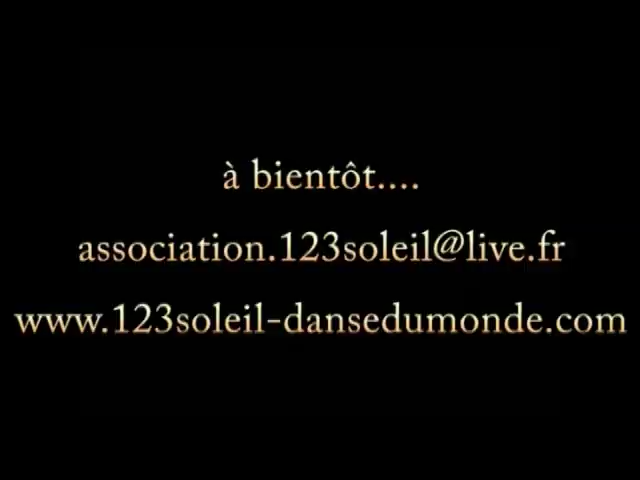 à bientôt....
association.123soleil@live.fr
www.123soleil-dansedumonde.com